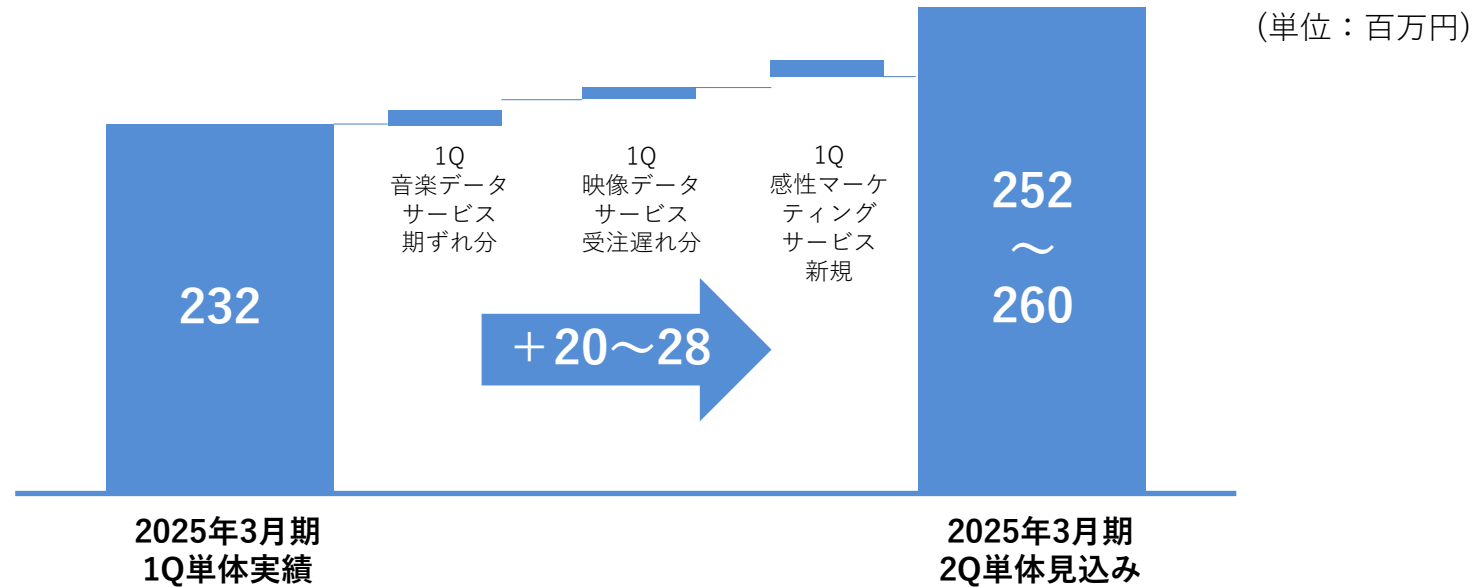 (単位：百万円)
1Q
音楽データ
サービス
期ずれ分
1Q
映像データ
サービス
受注遅れ分
1Q
感性マーケ
ティング
サービス
新規
232
＋20～28
252
～
260
2025年3月期
1Q単体実績
2025年3月期
2Q単体見込み